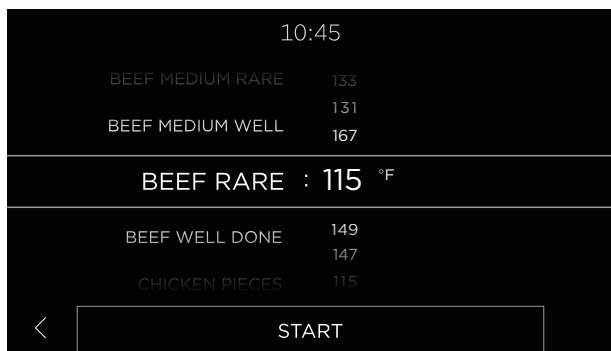 10:45
BEEF MEDIUM RARE 133
131
BEEF MEDIUM WELL 167
BEEF RARE : 115 °F
BEEF WELL DONE 149
147
CHICKEN PIECES 115
START